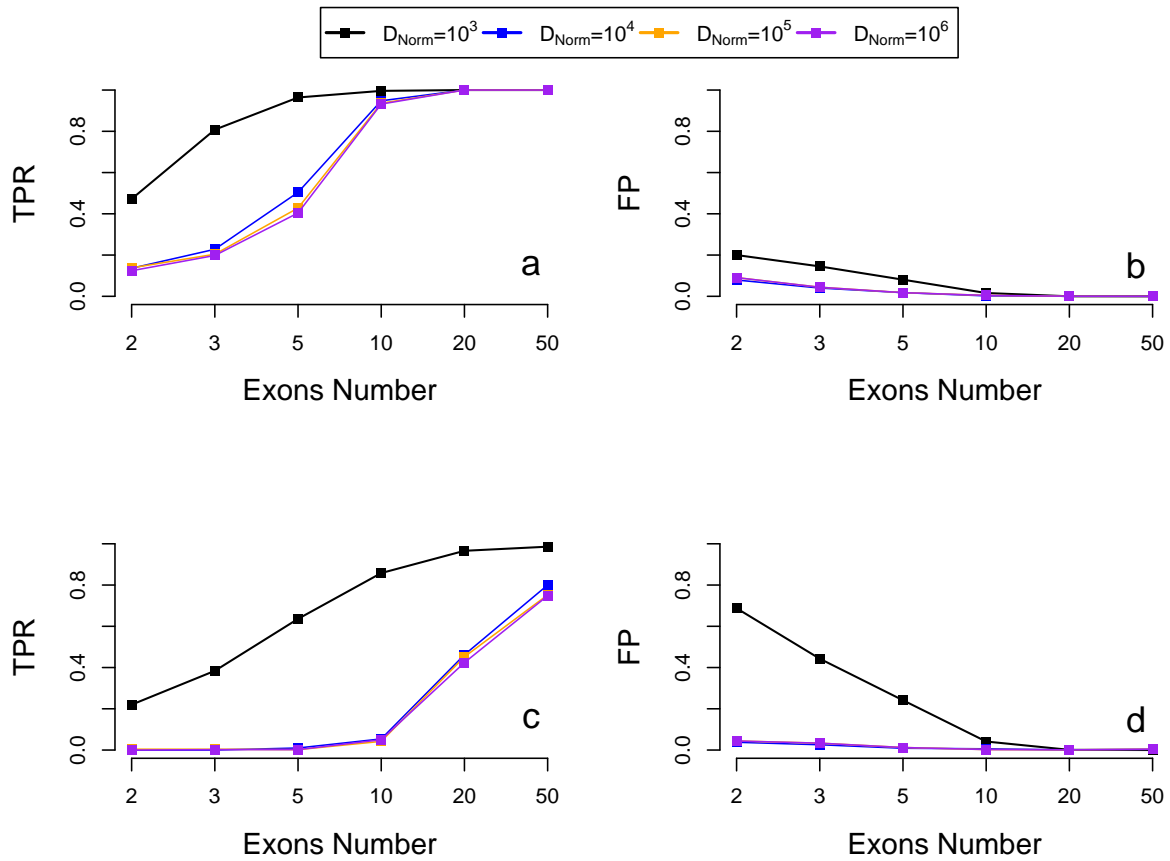 D_Norm=10^3 D_Norm=10^4 D_Norm=10^5 D_Norm=10^6
TPR
0.0 0.4 0.8
2 3 5 10 20 50
Exons Number
a
FP
0.0 0.4 0.8
2 3 5 10 20 50
Exons Number
b
TPR
0.0 0.4 0.8
2 3 5 10 20 50
Exons Number
c
FP
0.0 0.4 0.8
2 3 5 10 20 50
Exons Number
d